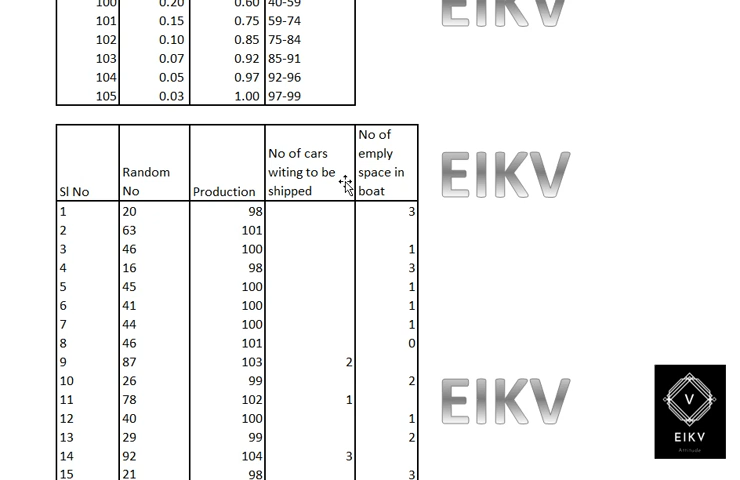 100 0.20 0.60 40-59
101 0.15 0.75 59-74
102 0.10 0.85 75-84
103 0.07 0.92 85-91
104 0.05 0.97 92-96
105 0.03 1.00 97-99
EIKV
Sl No Random No Production No of cars witing to be shipped No of emply space in boat
1 20 98 3
2 63 101
3 46 100 1
4 16 98 3
5 45 100 1
6 41 100 1
7 44 100 1
8 46 101 0
9 87 103 2
10 26 99 2
11 78 102 1
12 40 100 1
13 29 99 2
14 92 104 3
15 21 98 3
EIKV
EIKV
V
EIKV
Attitude